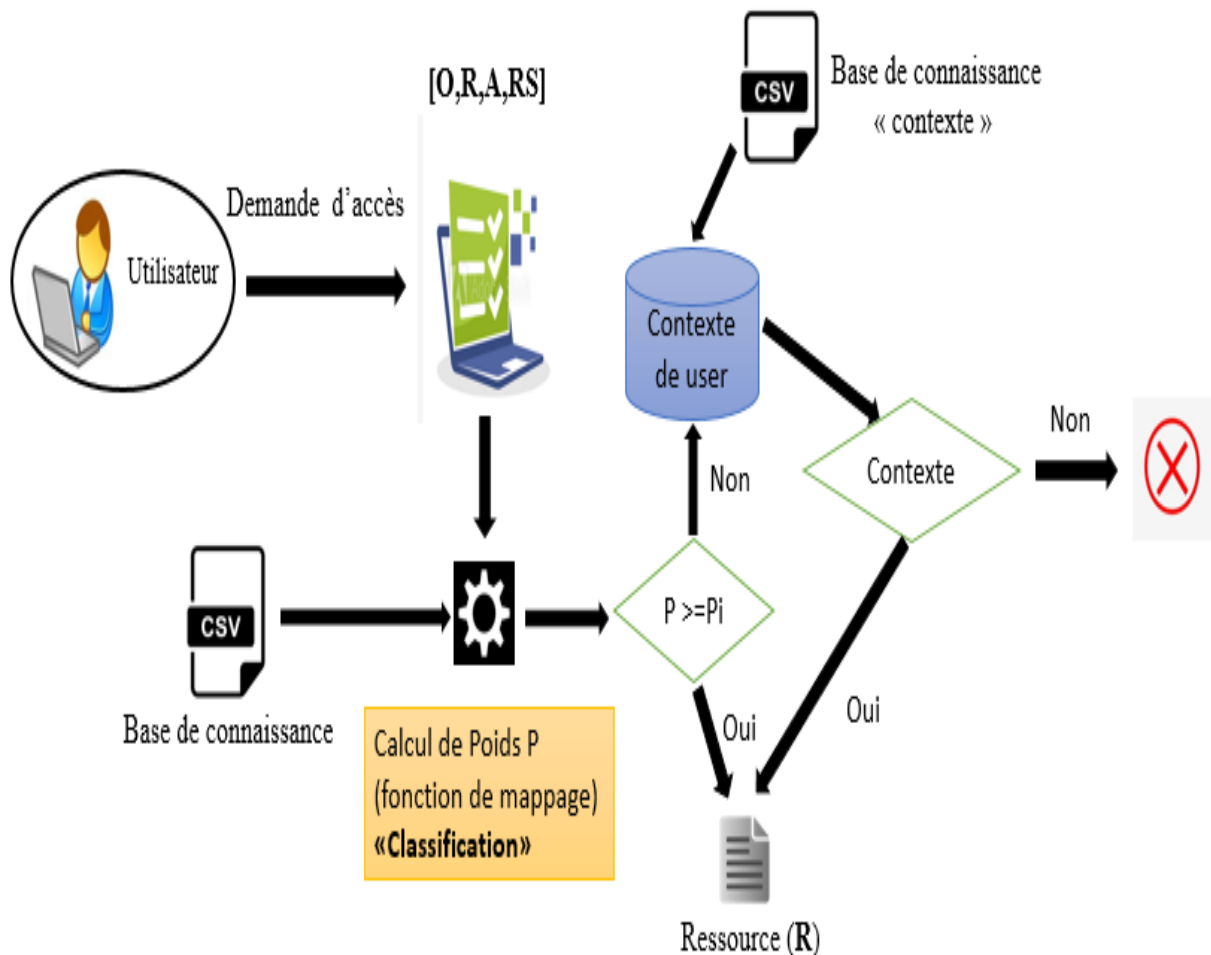 [O,R,A,RS]
CSV
Base de connaissance
« contexte »
Demande d'accès
Utilisateur
Contexte
de user
Non
Contexte
Non
P >=Pi
CSV
Base de connaissance
Calcul de Poids P
(fonction de mappage)
«Classification»
Oui
Oui
Ressource (R)